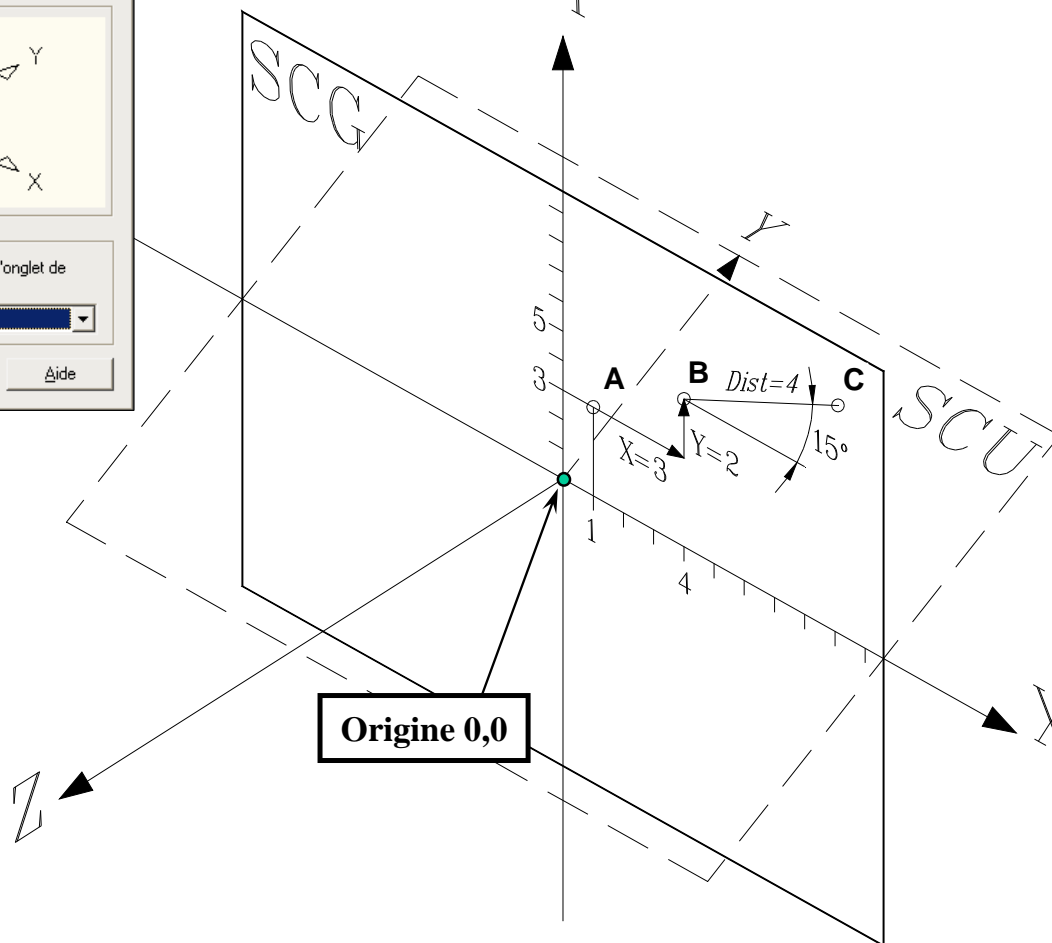 Y
X
'onglet de
Aide
SCG
Y
5
3
A
B
Dist=4
C
SCU
15°
X=3
Y=2
1
4
Origine 0,0
Z